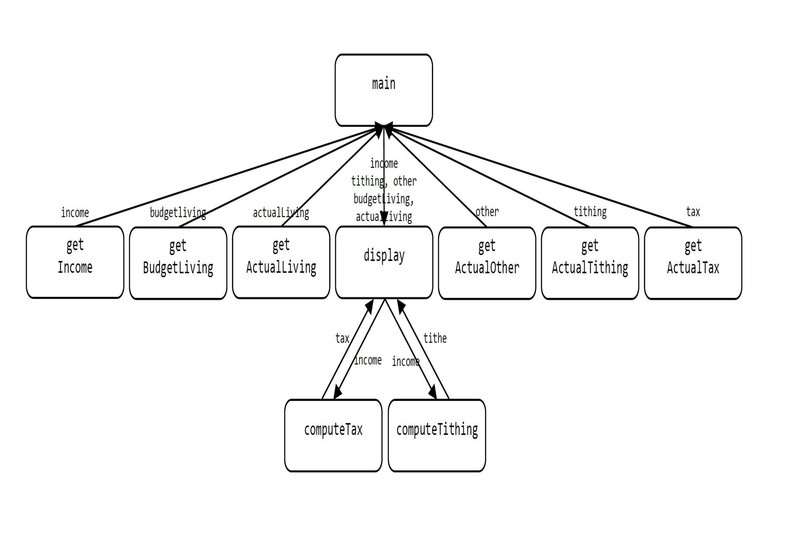 main
income
tithing, other
budgetliving,
actualliving
income
budgetliving
actualLiving
other
tithing
tax
get
Income
get
BudgetLiving
get
ActualLiving
display
get
ActualOther
get
ActualTithing
get
ActualTax
tax
tithe
income
income
computeTax
computeTithing